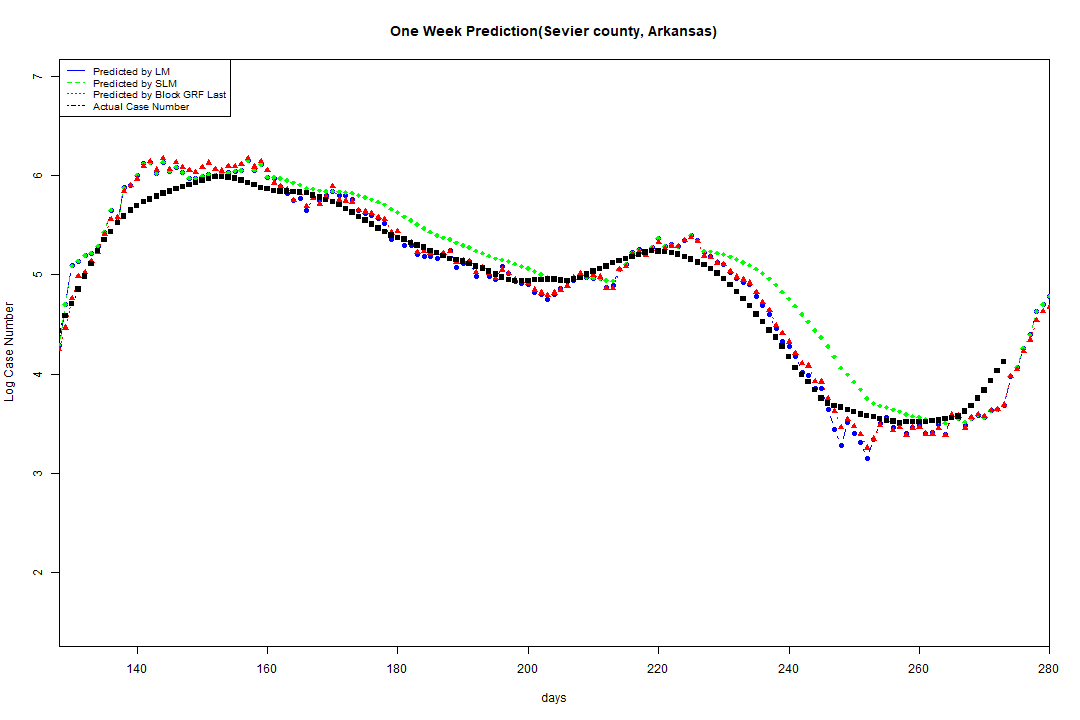 One Week Prediction(Sevier county, Arkansas)
Predicted by LM
Predicted by SLM
Predicted by Block GRF Last
Actual Case Number
Log Case Number
7
6
5
4
3
2
140 160 180 200 220 240 260 280
days